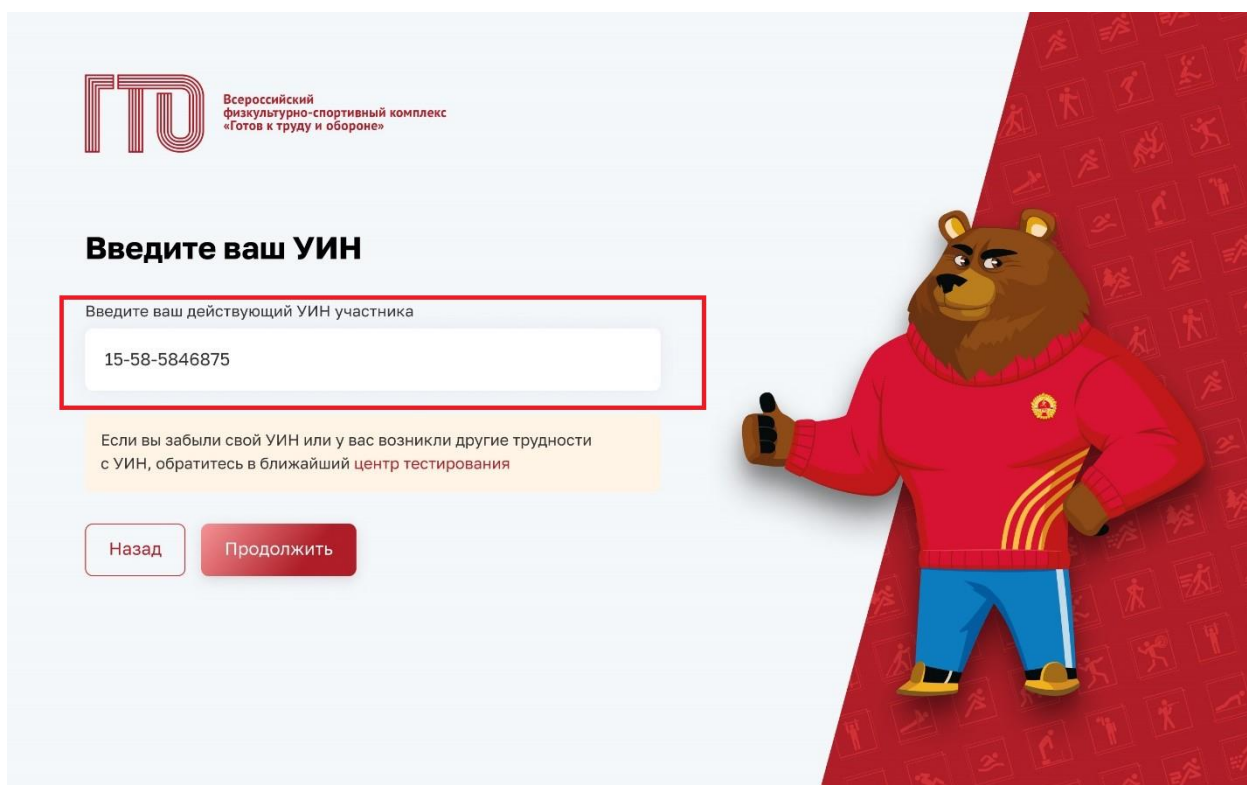 ГТО
Всероссийский
физкультурно-спортивный комплекс
«Готов к труду и обороне»
Введите ваш УИН
Введите ваш действующий УИН участника
15-58-5846875
Если вы забыли свой УИН или у вас возникли другие трудности
с УИН, обратитесь в ближайший центр тестирования
Назад
Продолжить